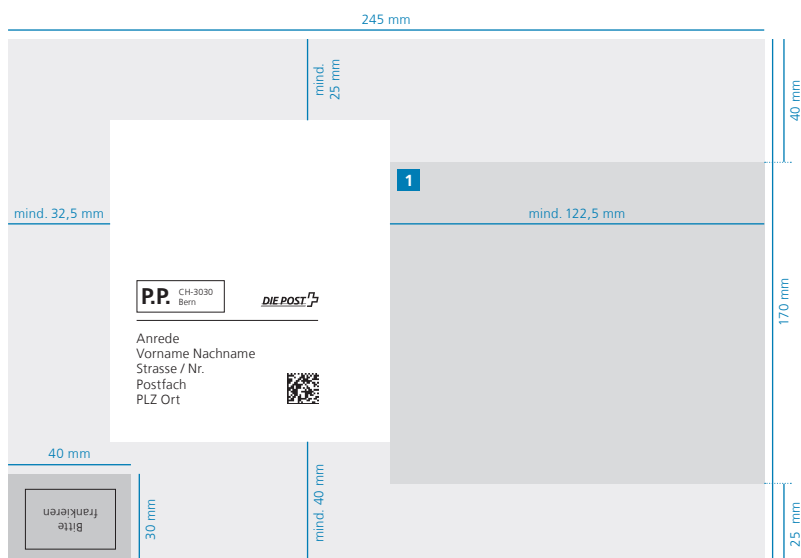 245 mm
mind.
25 mm
40 mm
1
mind. 32,5 mm
mind. 122,5 mm
P.P.
CH-3030
Bern
DIE POST
170 mm
Anrede
Vorname Nachname
Strasse / Nr.
Postfach
PLZ Ort
40 mm
mind. 40 mm
30 mm
Bitte
frankieren
25 mm